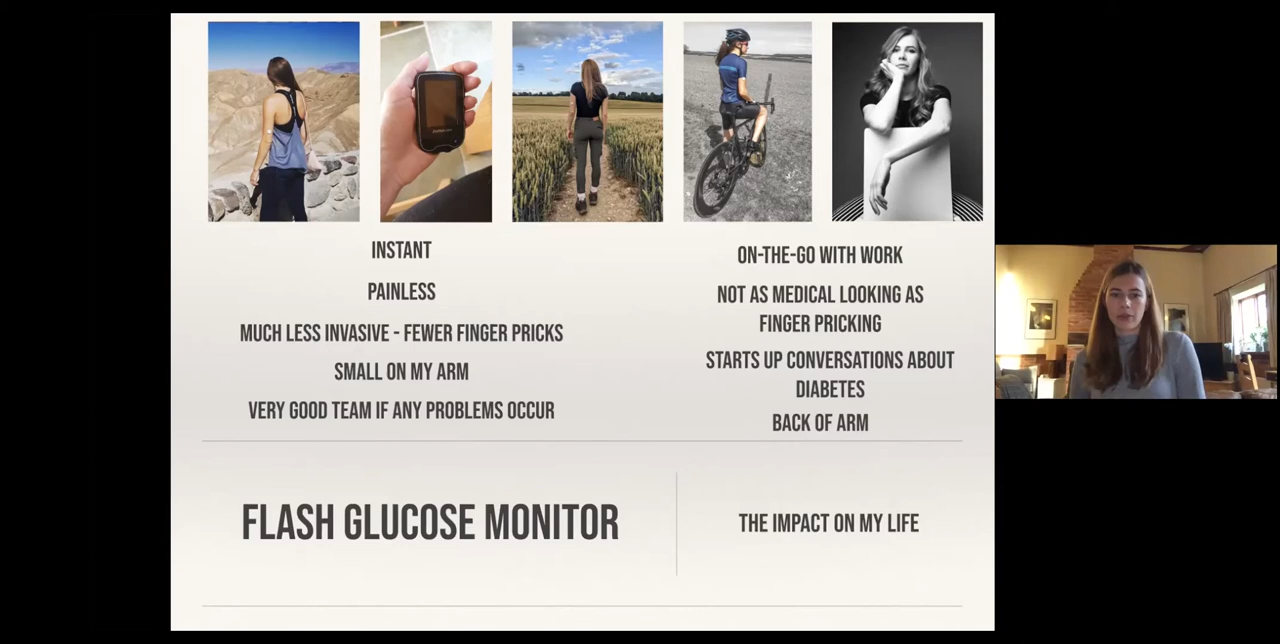 INSTANT
PAINLESS
MUCH LESS INVASIVE - FEWER FINGER PRICKS
SMALL ON MY ARM
VERY GOOD TEAM IF ANY PROBLEMS OCCUR
ON-THE-GO WITH WORK
NOT AS MEDICAL LOOKING AS
FINGER PRICKING
STARTS UP CONVERSATIONS ABOUT
DIABETES
BACK OF ARM
FLASH GLUCOSE MONITOR
THE IMPACT ON MY LIFE